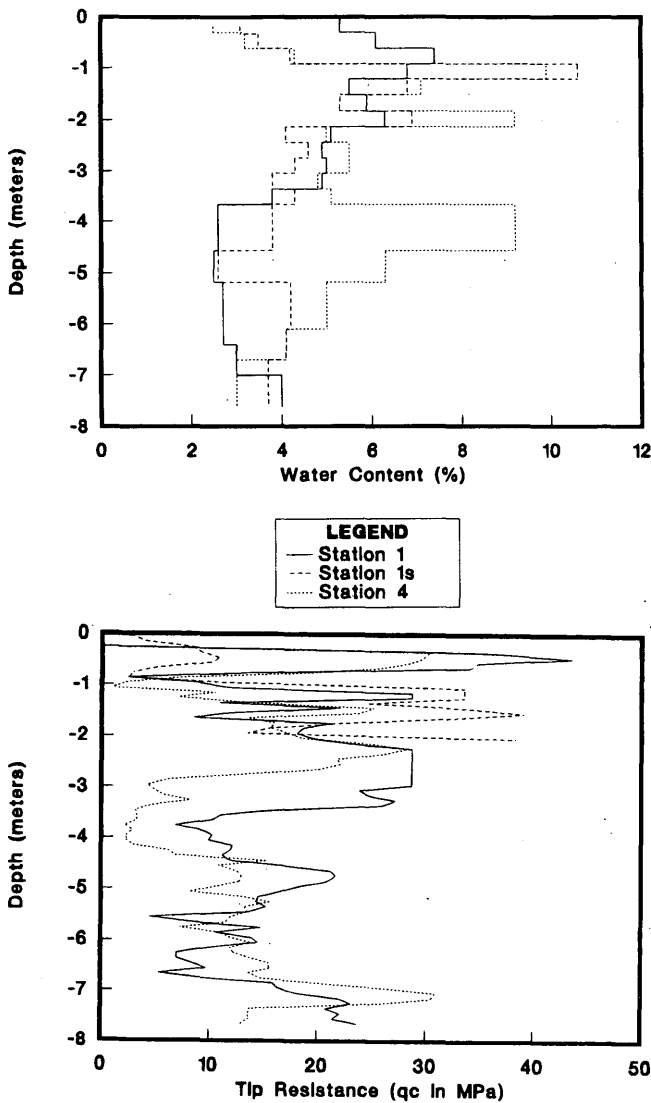 0
-1
-2
-3
-4
-5
-6
-7
-8
Depth (meters)
0 2 4 6 8 10 12
Water Content (%)
LEGEND
Station 1
Station 1s
Station 4
0
-1
-2
-3
-4
-5
-6
-7
-8
Depth (meters)
0 10 20 30 40 50
Tip Resistance (qc in MPa)